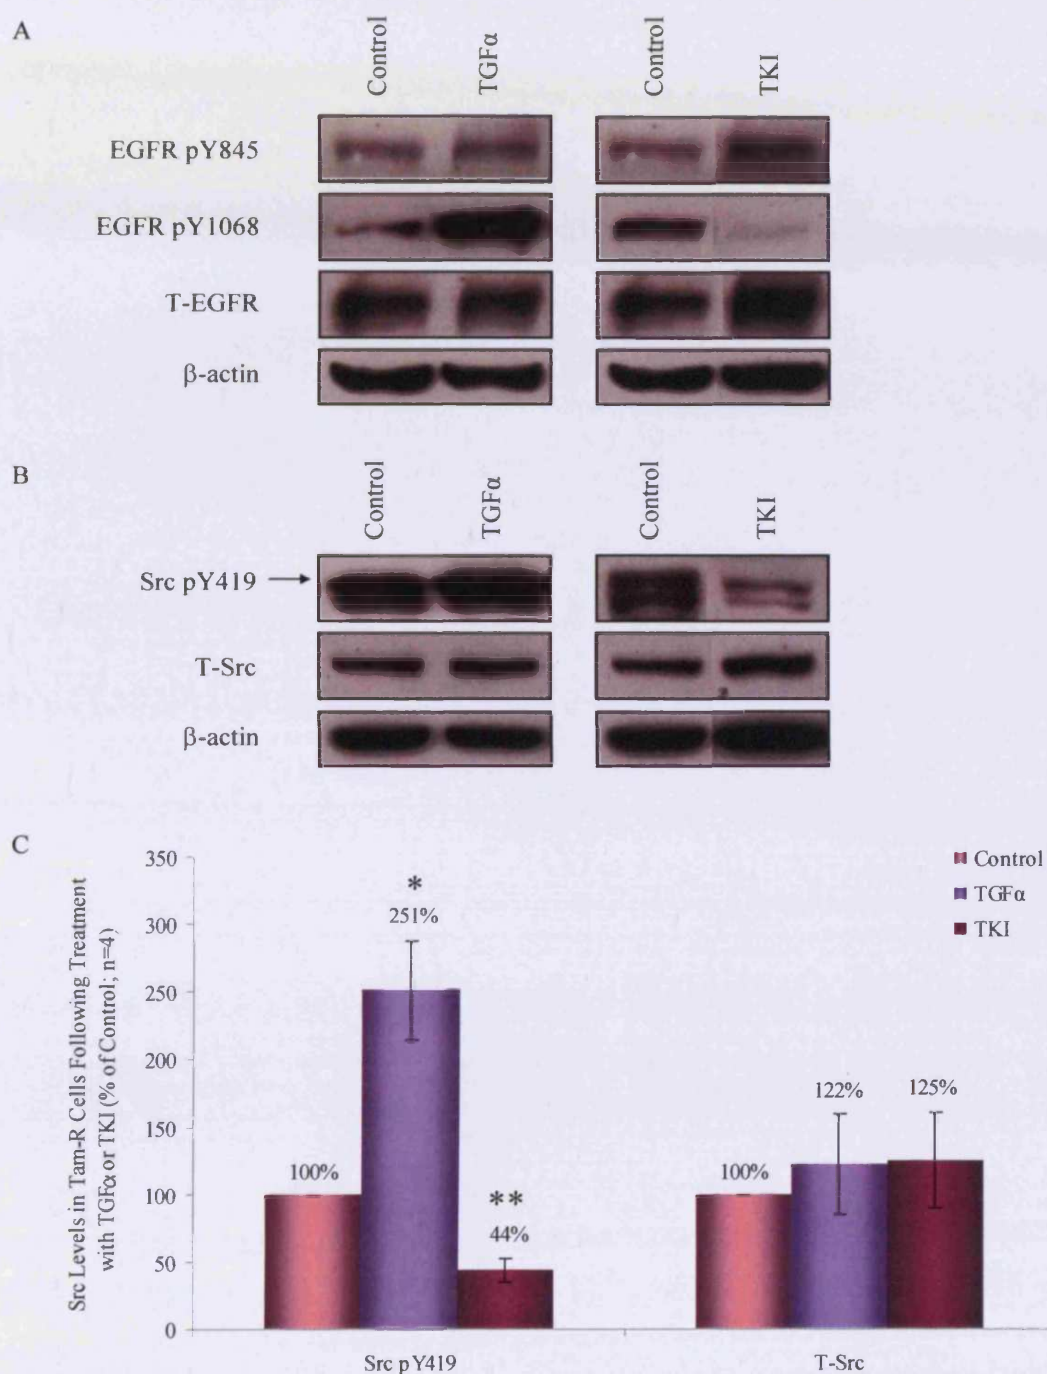 A
Control
TGFα
Control
TKI
EGFR pY845
EGFR pY1068
T-EGFR
β-actin
B
Control
TGFα
Control
TKI
Src pY419
T-Src
β-actin
C
Src Levels in Tam-R Cells Following Treatment
with TGFα or TKI (% of Control; n=4)
350
300
250
200
150
100
50
0
Control
TGFα
TKI
100%
*
251%
**
44%
100%
122%
125%
Src pY419
T-Src